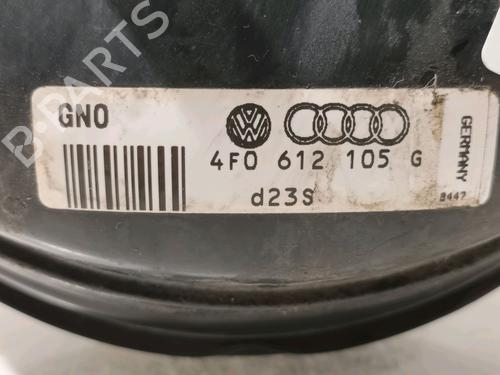 B-PARTS
GNO
4F0 612 105 G
d23S
GERMANY
8447